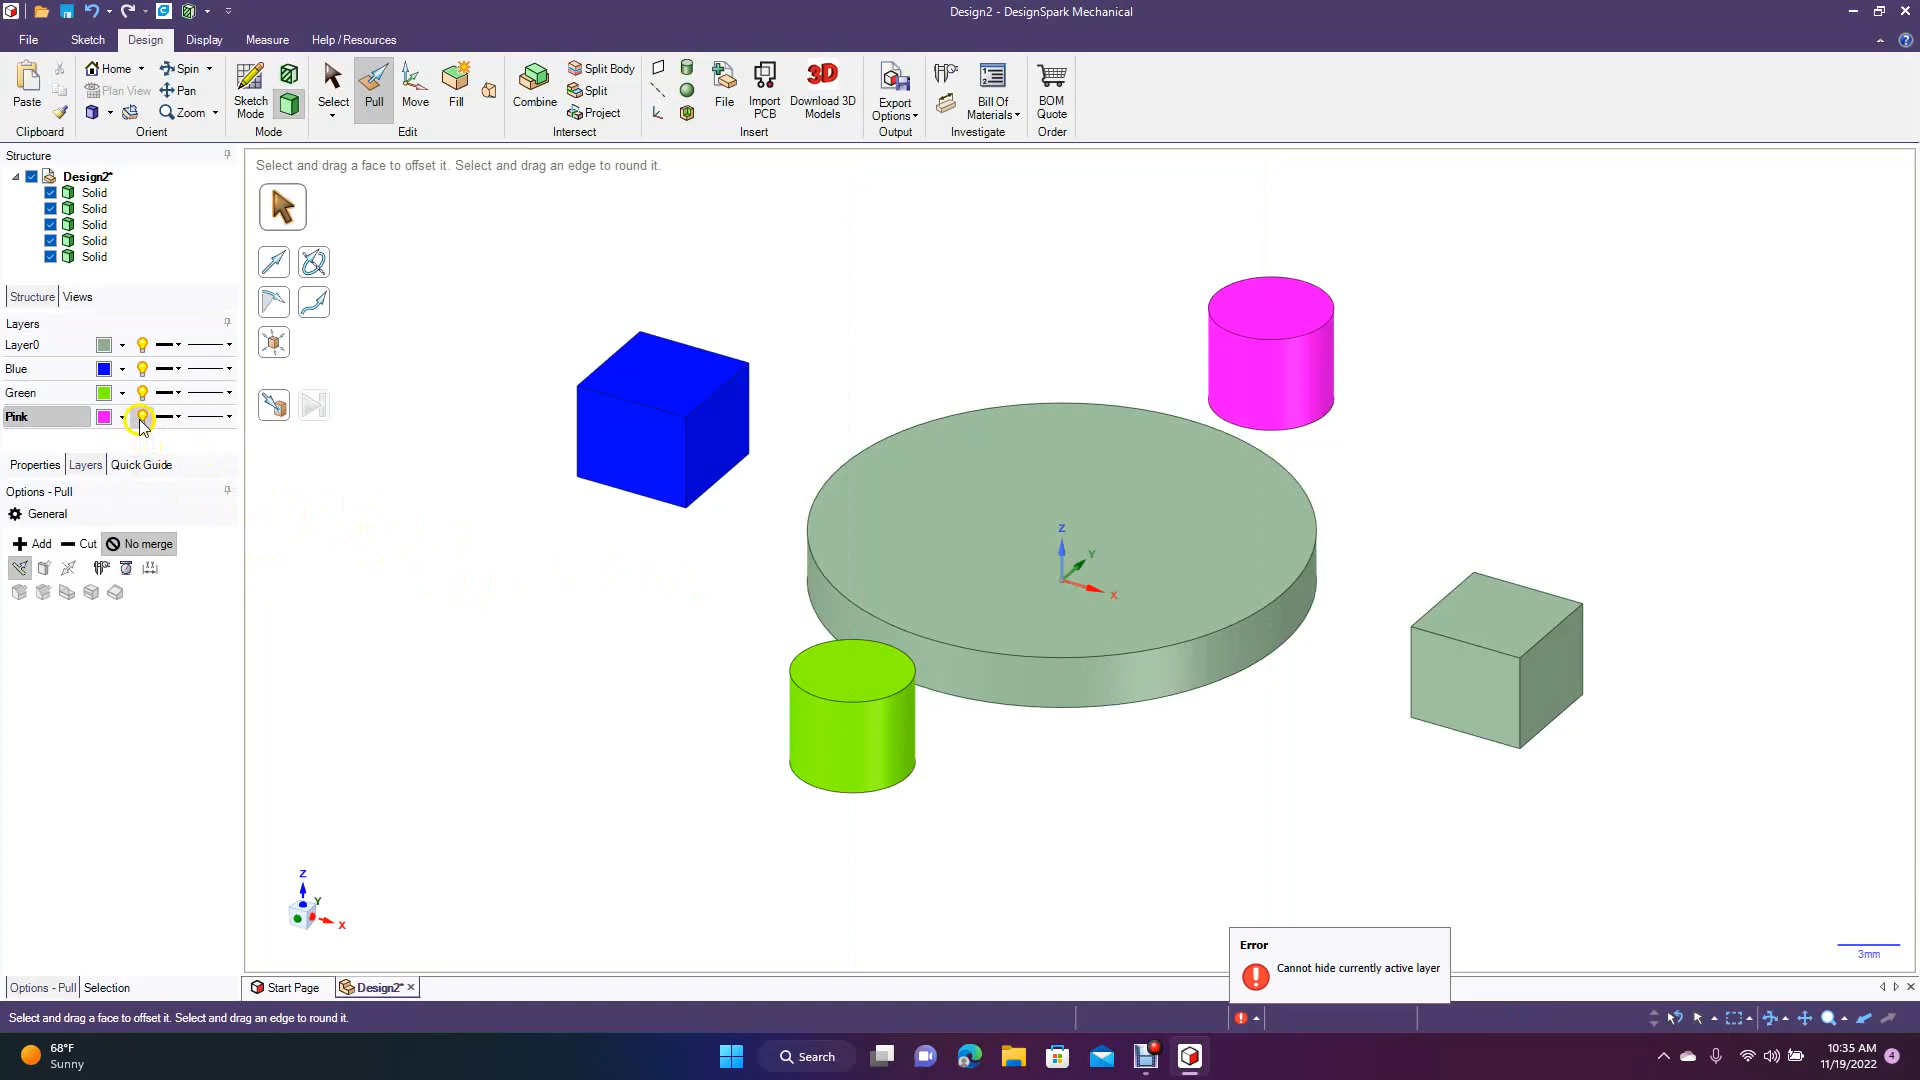 Design2 - DesignSpark Mechanical
File Sketch Design Display Measure Help / Resources
Paste Home Spin Plan View Pan Zoom
Sketch Mode Select Pull Move Fill Combine Split Body Split Project
File Import PCB 3D Download 3D Models Export Options Bill Of Materials BOM Quote
Clipboard Orient Mode Edit Intersect Insert Output Investigate Order
Structure
Design2*
Solid
Solid
Solid
Solid
Solid
Structure Views
Layers
Layer0
Blue
Green
Pink
Properties Layers Quick Guide
Options - Pull
General
Add Cut No merge
Options - Pull Selection
Select and drag a face to offset it. Select and drag an edge to round it.
Z
Y
X
Z
Y
X
3mm
Error
Cannot hide currently active layer
Start Page Design2*
Select and drag a face to offset it. Select and drag an edge to round it.
68°F
Sunny
Search
10:35 AM
11/19/2022
4